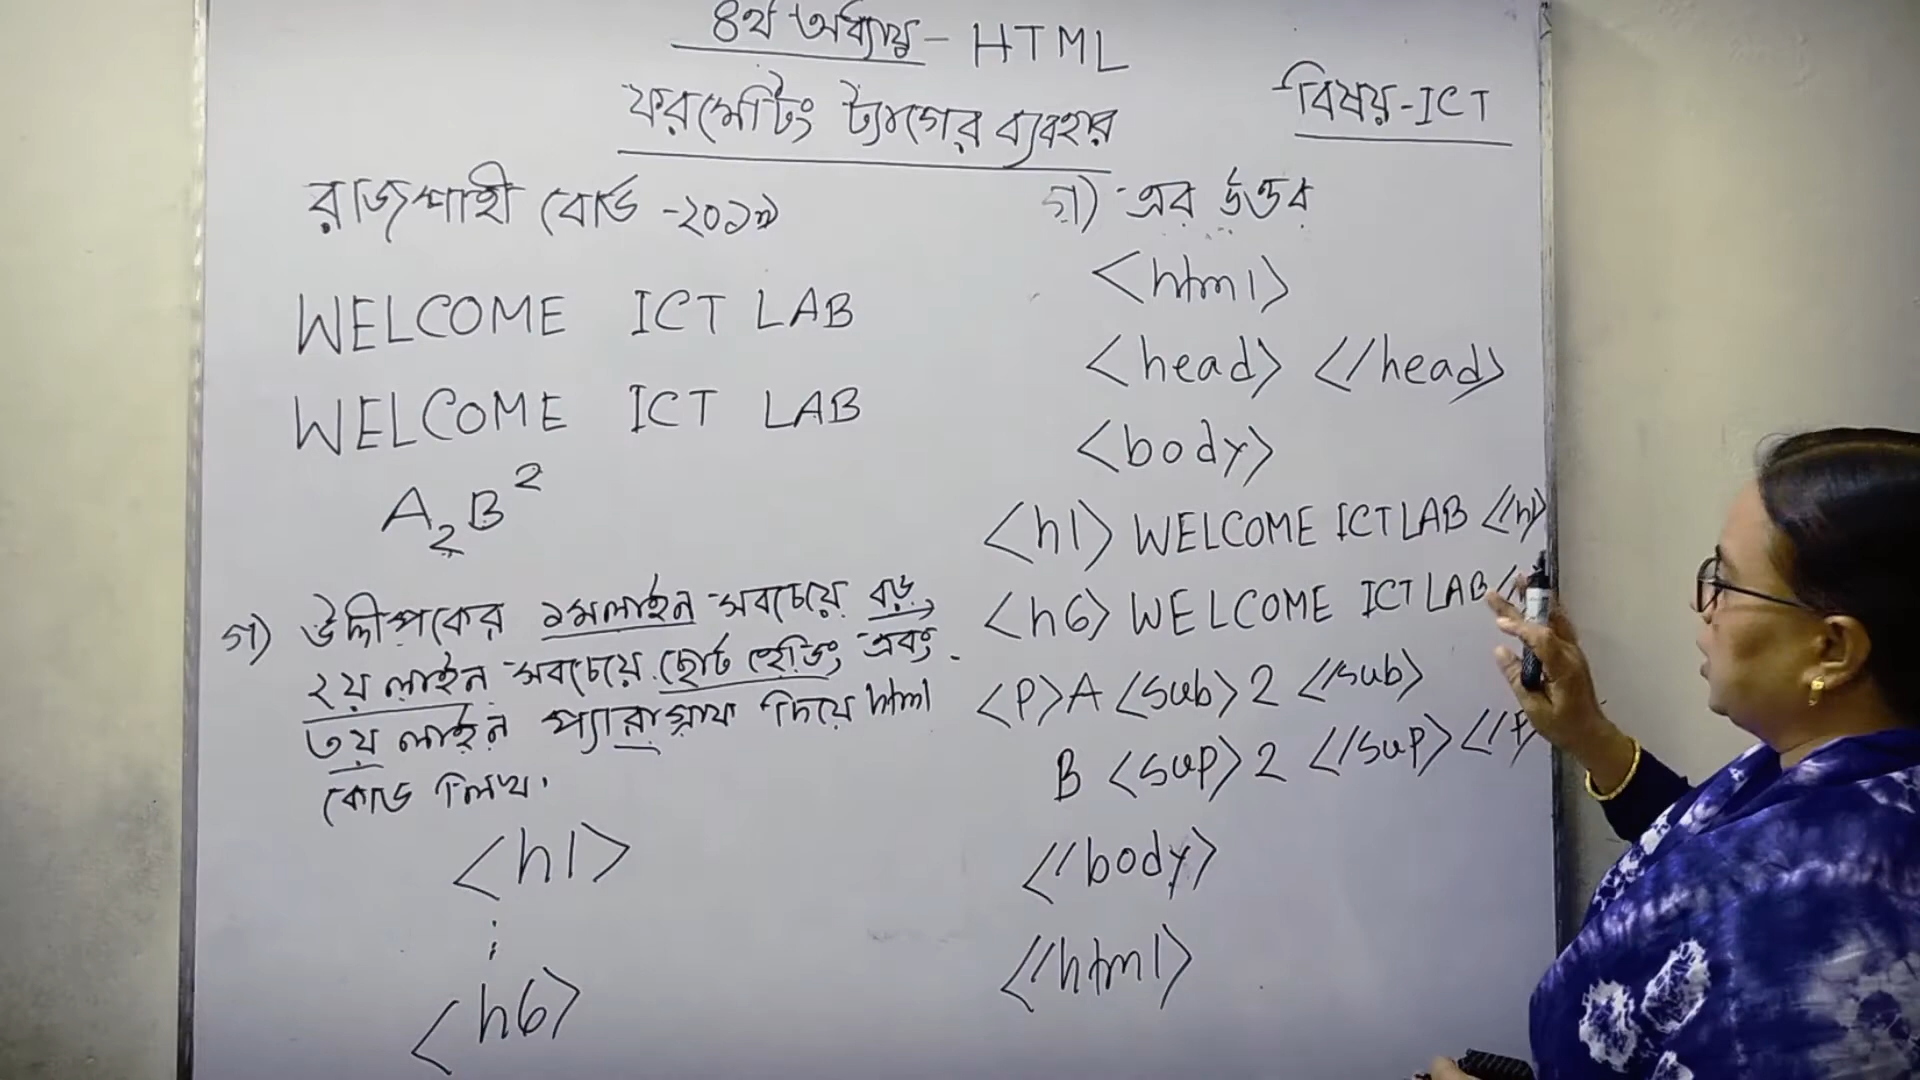 ৪র্থ অধ্যায় - HTML
ফরমেটিং ট্যাগের ব্যবহার
বিষয়-ICT
রাজশাহী বোর্ড -২০১৯
WELCOME ICT LAB
WELCOME ICT LAB
A₂B²
গ) উদ্দীপকের ১মলাইন সবচেয়ে বড়,
২য় লাইন সবচেয়ে ছোট হেডিং এবং
৩য় লাইন প্যারাগ্রাফ দিয়ে html
কোড লিখ.
<h1>
<h6>
গ) এর উত্তর
<html>
<head> </head>
<body>
<h1> WELCOME ICT LAB </h1>
<h6> WELCOME ICT LAB
<P>A <sub> 2 </sub>
B <sup> 2 </sup> </P>
</body>
</html>